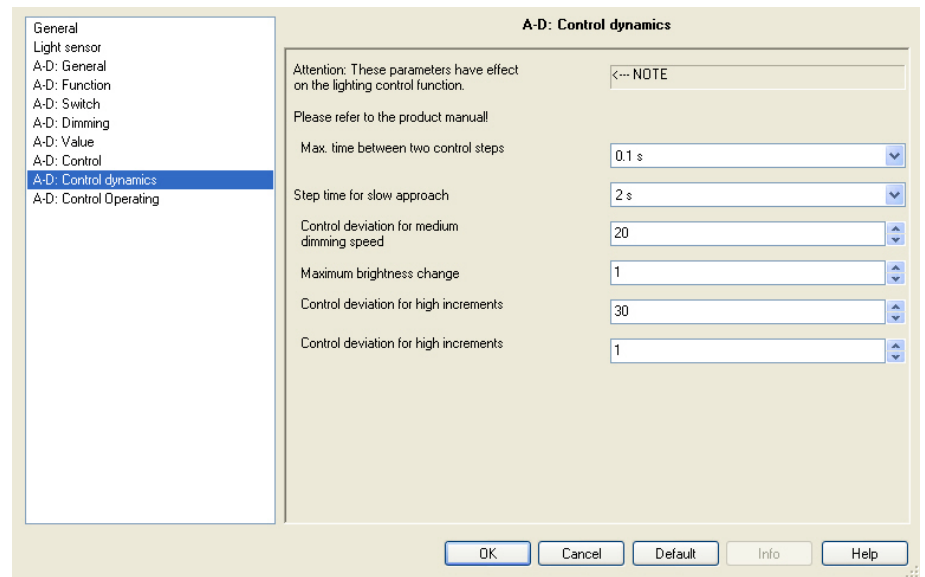 General
Light sensor
A-D: General
A-D: Function
A-D: Switch
A-D: Dimming
A-D: Value
A-D: Control
A-D: Control dynamics
A-D: Control Operating
A-D: Control dynamics
Attention: These parameters have effect
on the lighting control function.
<--- NOTE
Please refer to the product manual!
Max. time between two control steps
0.1 s
Step time for slow approach
2 s
Control deviation for medium
dimming speed
20
Maximum brightness change
1
Control deviation for high increments
30
Control deviation for high increments
1
OK
Cancel
Default
Info
Help